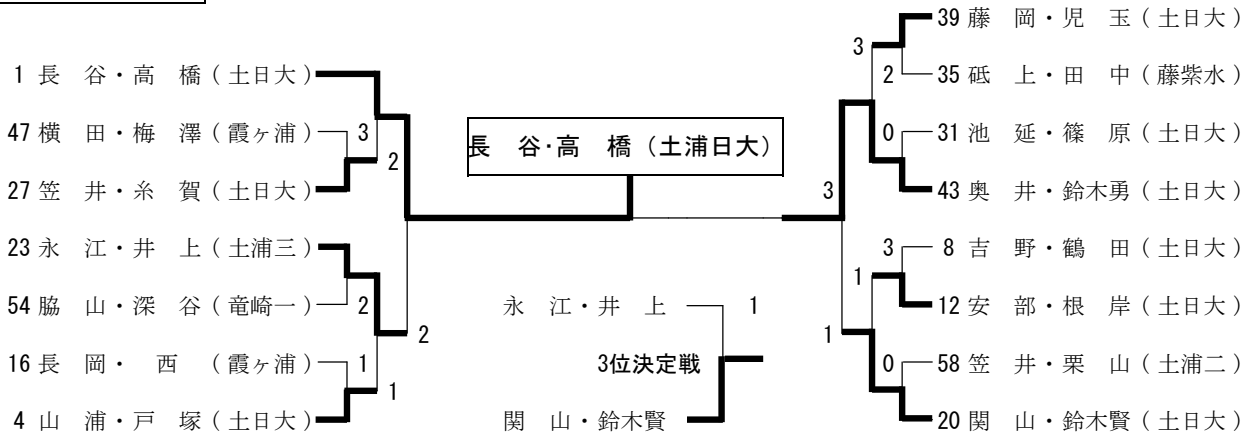 1 長 谷・高 橋 ( 土日大 )
47 横 田・梅 澤 ( 霞ヶ浦 )
3
2
27 笠 井・糸 賀 ( 土日大 )
23 永 江・井 上 ( 土浦三 )
54 脇 山・深 谷 ( 竜崎一 )
2
2
16 長 岡・ 西 ( 霞ヶ浦 )
1
1
4 山 浦・戸 塚 ( 土日大 )
長 谷・高 橋 (土浦日大)
永 江・井 上
1
3位決定戦
関 山・鈴木賢
39 藤 岡・児 玉 ( 土日大 )
3
2
35 砥 上・田 中 ( 藤紫水 )
0
31 池 延・篠 原 ( 土日大 )
43 奥 井・鈴木勇 ( 土日大 )
3
3
8 吉 野・鶴 田 ( 土日大 )
1
12 安 部・根 岸 ( 土日大 )
1
0
58 笠 井・栗 山 ( 土浦二 )
20 関 山・鈴木賢 ( 土日大 )